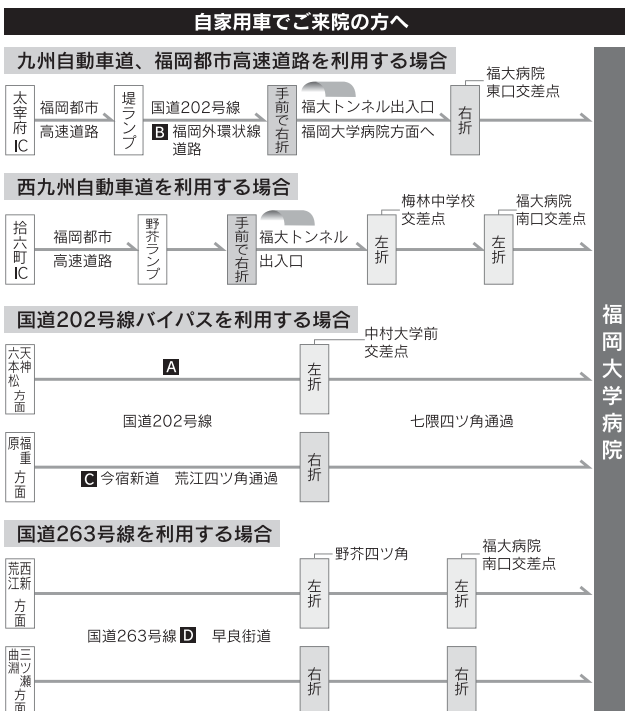 自家用車でご来院の方へ
九州自動車道、福岡都市高速道路を利用する場合
太宰府IC
福岡都市
高速道路
堤ランプ
国道202号線
B 福岡外環状線
道路
手前で右折
福大トンネル出入口
福岡大学病院方面へ
右折
福大病院
東口交差点
西九州自動車道を利用する場合
拾六町IC
福岡都市
高速道路
野芥ランプ
手前で右折
福大トンネル
出入口
左折
梅林中学校
交差点
左折
福大病院
南口交差点
国道202号線バイパスを利用する場合
天神
六本松
方面
A
左折
中村大学前
交差点
国道202号線
七隈四ツ角通過
福重
原
方面
C 今宿新道 荒江四ツ角通過
右折
国道263号線を利用する場合
西新
荒江
方面
左折
野芥四ツ角
左折
福大病院
南口交差点
国道263号線 D 早良街道
三ツ瀬
曲淵
方面
右折
右折
福岡大学病院